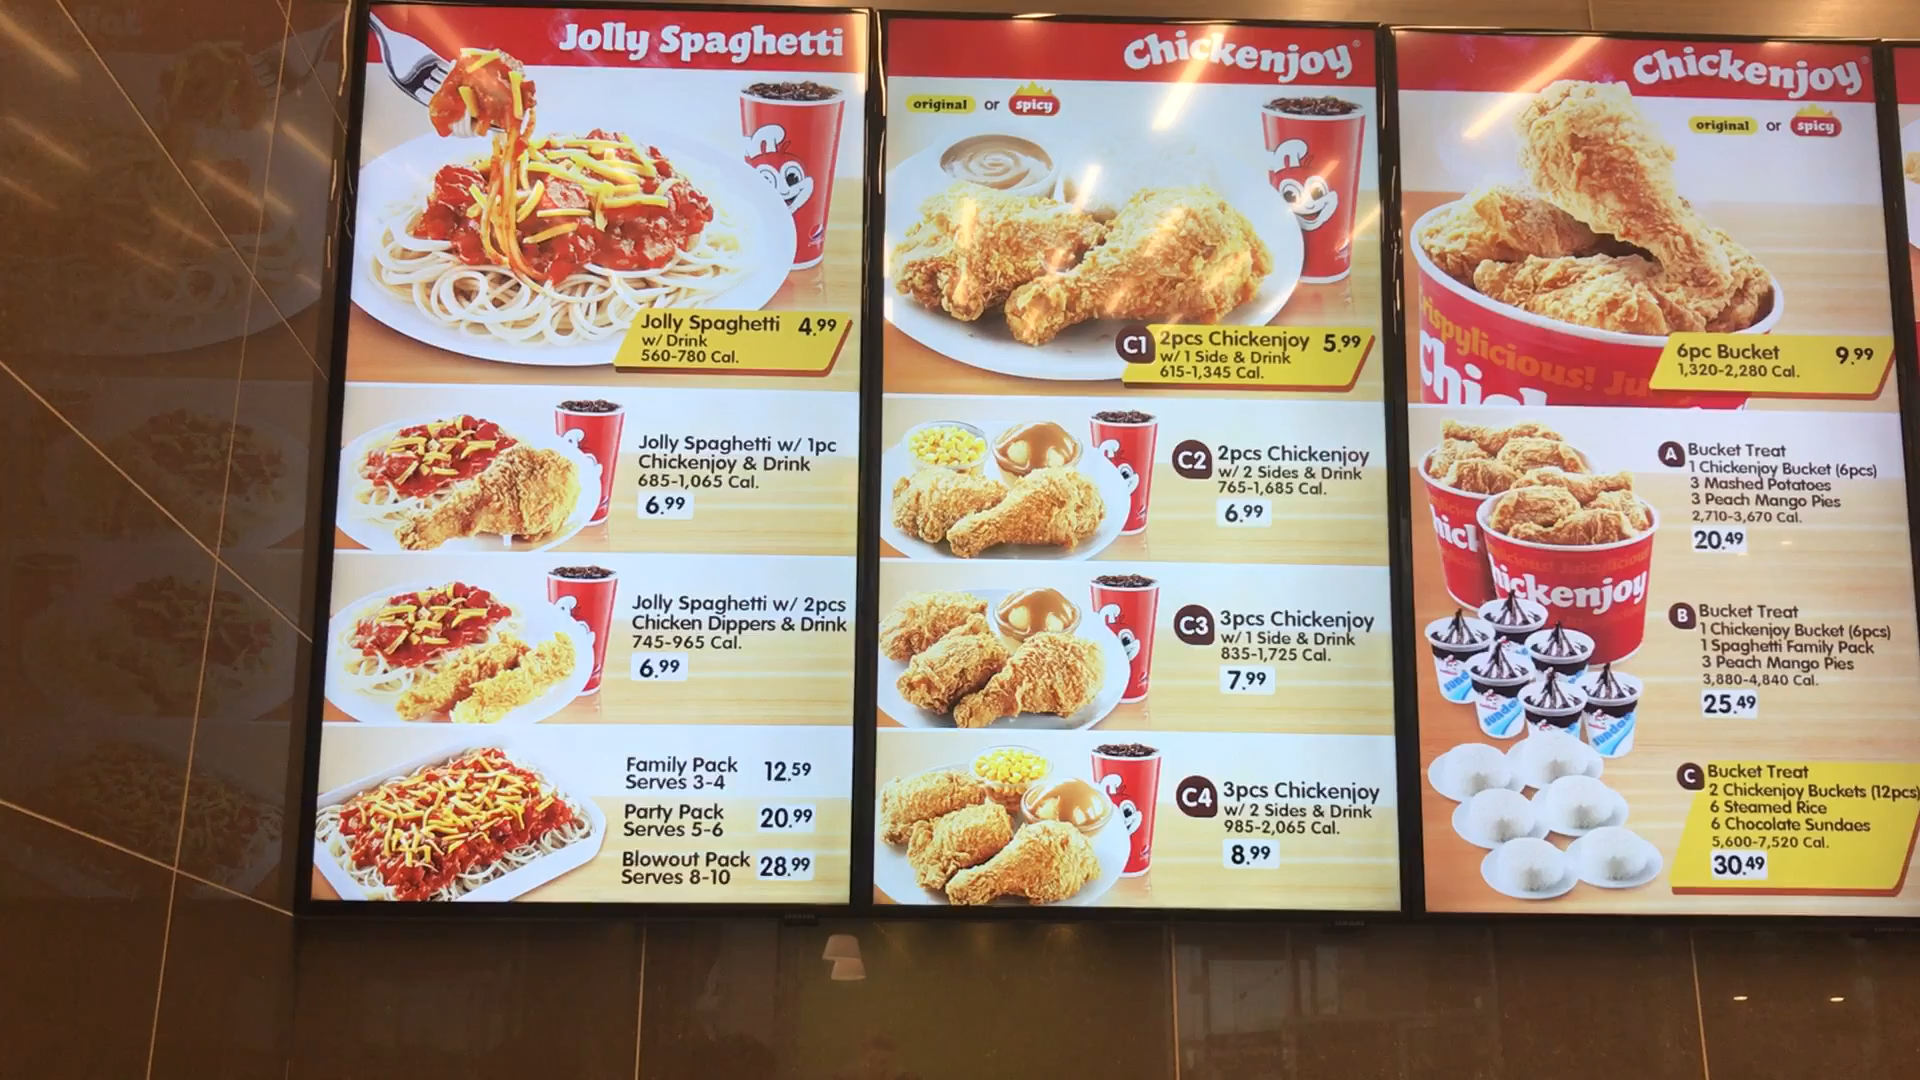 Jolly Spaghetti
Jolly Spaghetti 4.99
w/ Drink
560-780 Cal.
Jolly Spaghetti w/ 1pc
Chickenjoy & Drink
685-1,065 Cal.
6.99
Jolly Spaghetti w/ 2pcs
Chicken Dippers & Drink
745-965 Cal.
6.99
Family Pack 12.59
Serves 3-4
Party Pack 20.99
Serves 5-6
Blowout Pack 28.99
Serves 8-10
Chickenjoy®
original or spicy
C1 2pcs Chickenjoy 5.99
w/ 1 Side & Drink
615-1,345 Cal.
C2 2pcs Chickenjoy
w/ 2 Sides & Drink
765-1,685 Cal.
6.99
C3 3pcs Chickenjoy
w/ 1 Side & Drink
835-1,725 Cal.
7.99
C4 3pcs Chickenjoy
w/ 2 Sides & Drink
985-2,065 Cal.
8.99
Chickenjoy®
original or spicy
rispylicious! Ju
Chi
6pc Bucket 9.99
1,320-2,280 Cal.
hick
ickenjoy
A Bucket Treat
1 Chickenjoy Bucket (6pcs)
3 Mashed Potatoes
3 Peach Mango Pies
2,710-3,670 Cal.
20.49
B Bucket Treat
1 Chickenjoy Bucket (6pcs)
1 Spaghetti Family Pack
3 Peach Mango Pies
3,880-4,840 Cal.
25.49
C Bucket Treat
2 Chickenjoy Buckets (12pcs)
6 Steamed Rice
6 Chocolate Sundaes
5,600-7,520 Cal.
30.49